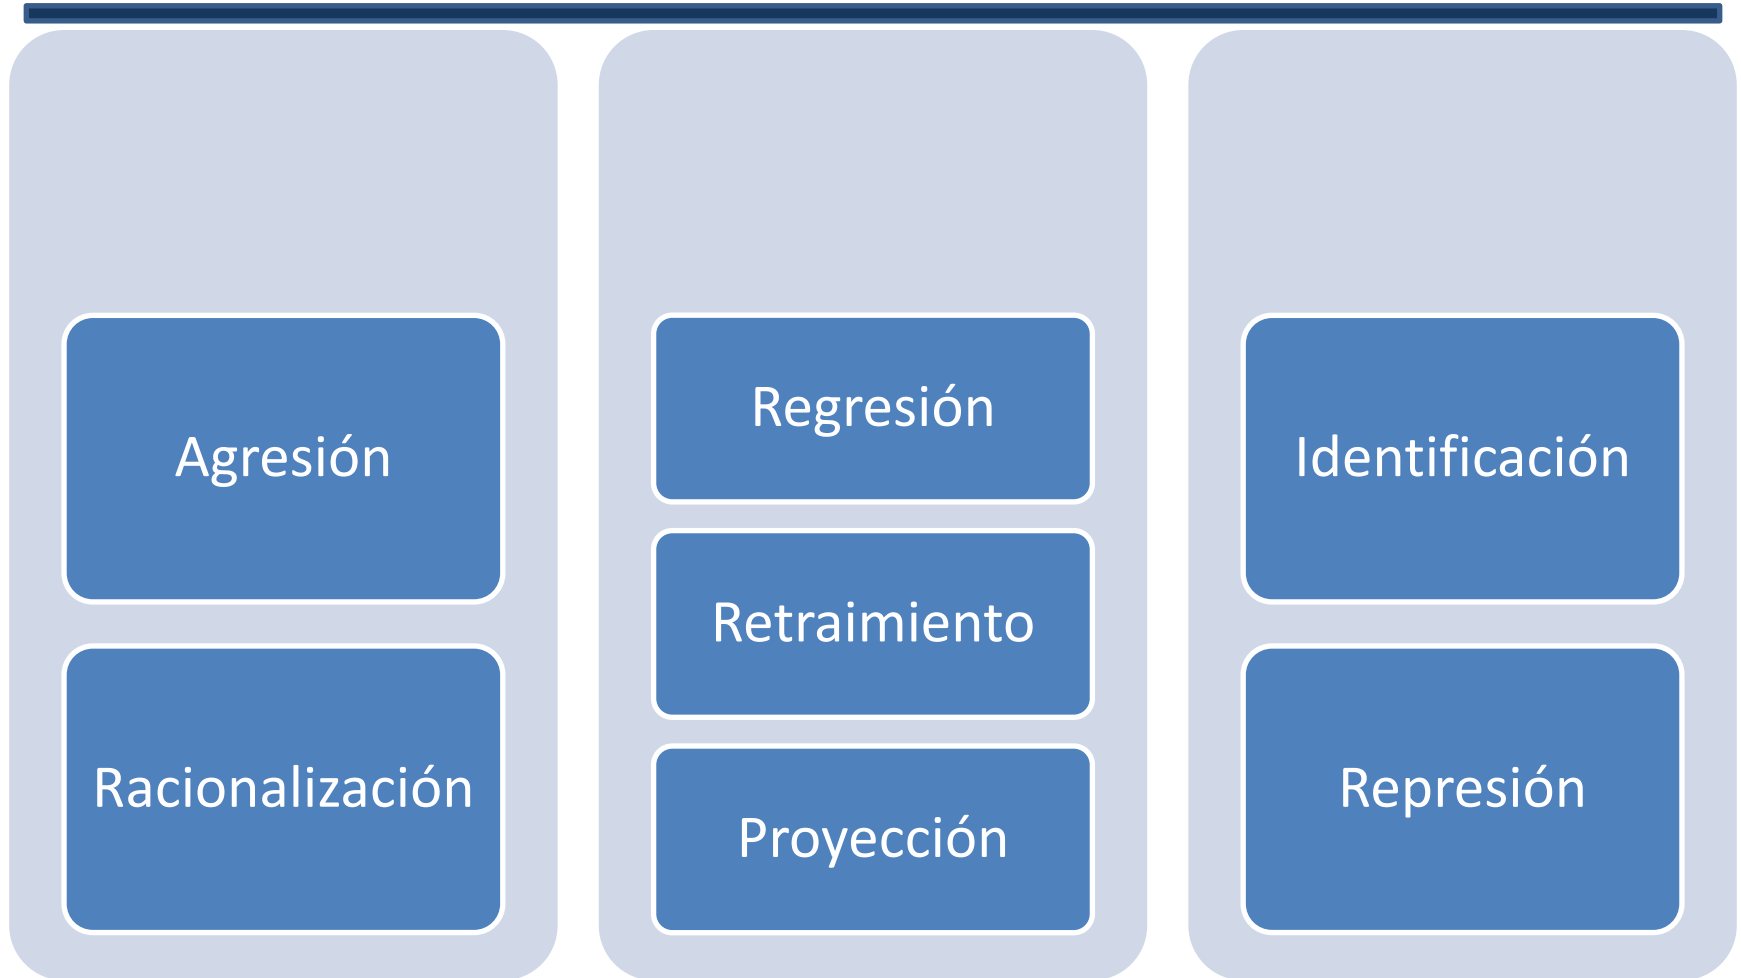 Agresión
Racionalización
Regresión
Retraimiento
Proyección
Identificación
Represión